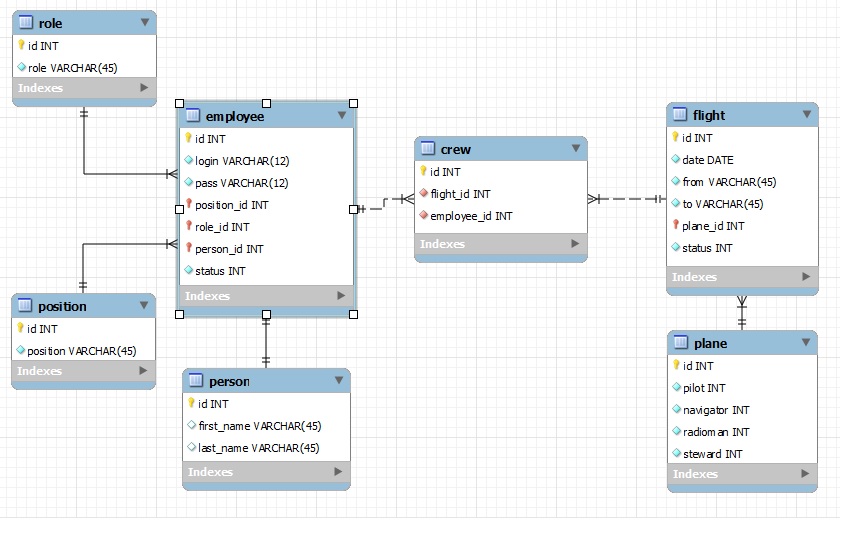 role
id INT
role VARCHAR(45)
Indexes
employee
id INT
login VARCHAR(12)
pass VARCHAR(12)
position_id INT
role_id INT
person_id INT
status INT
Indexes
crew
id INT
flight_id INT
employee_id INT
Indexes
flight
id INT
date DATE
from VARCHAR(45)
to VARCHAR(45)
plane_id INT
status INT
Indexes
position
id INT
position VARCHAR(45)
Indexes
person
id INT
first_name VARCHAR(45)
last_name VARCHAR(45)
Indexes
plane
id INT
pilot INT
navigator INT
radioman INT
steward INT
Indexes